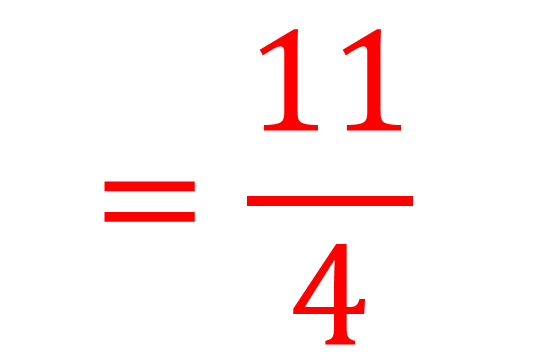 = 11/4